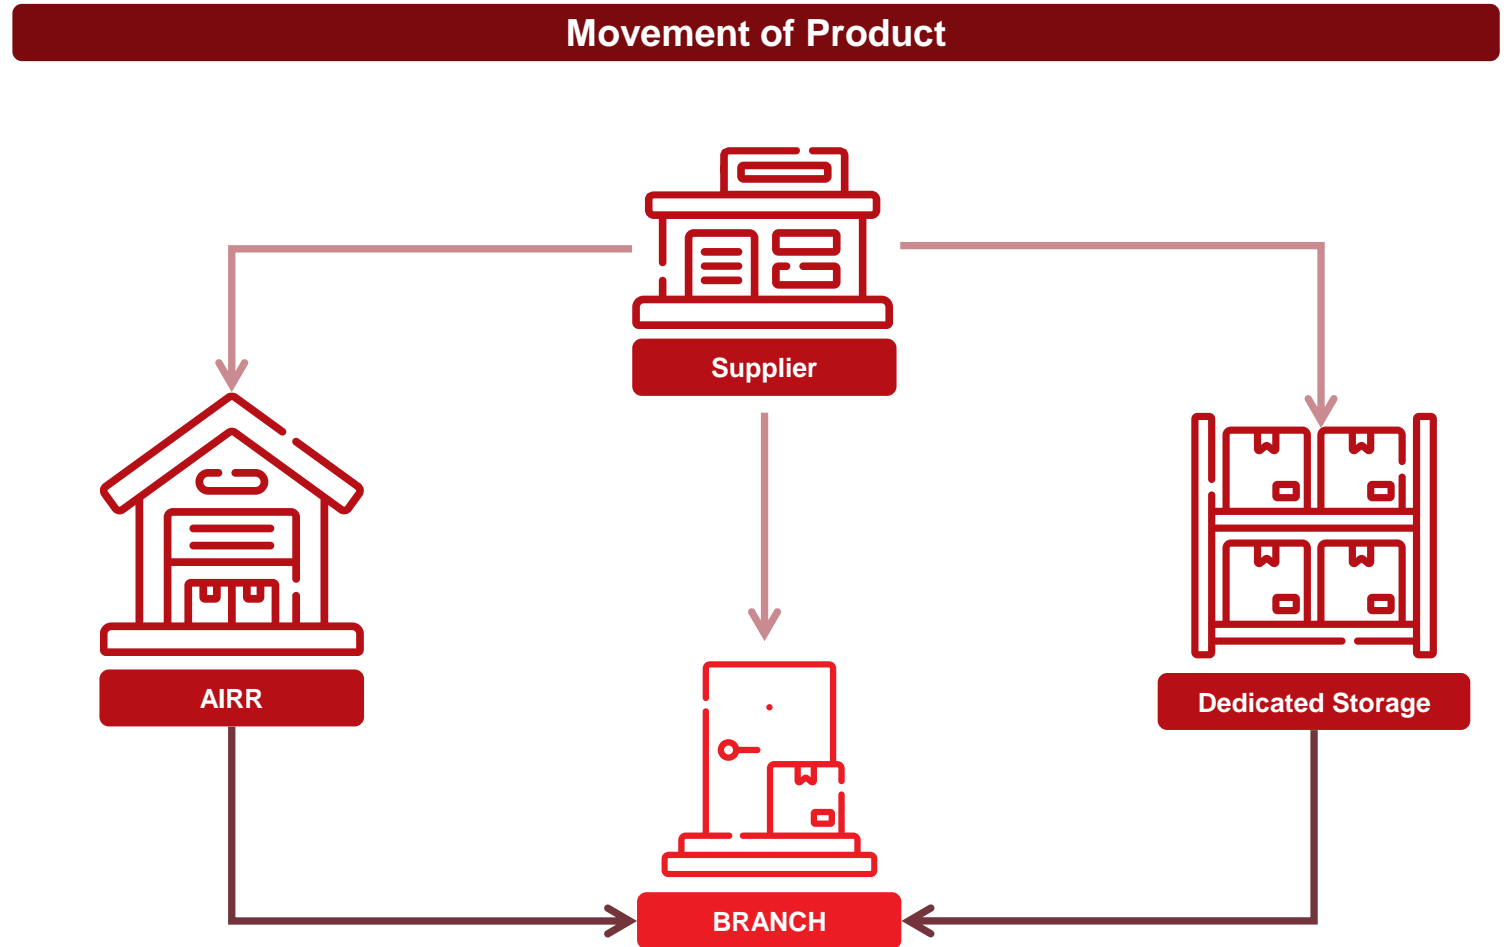 Movement of Product
Supplier
AIRR
Dedicated Storage
BRANCH